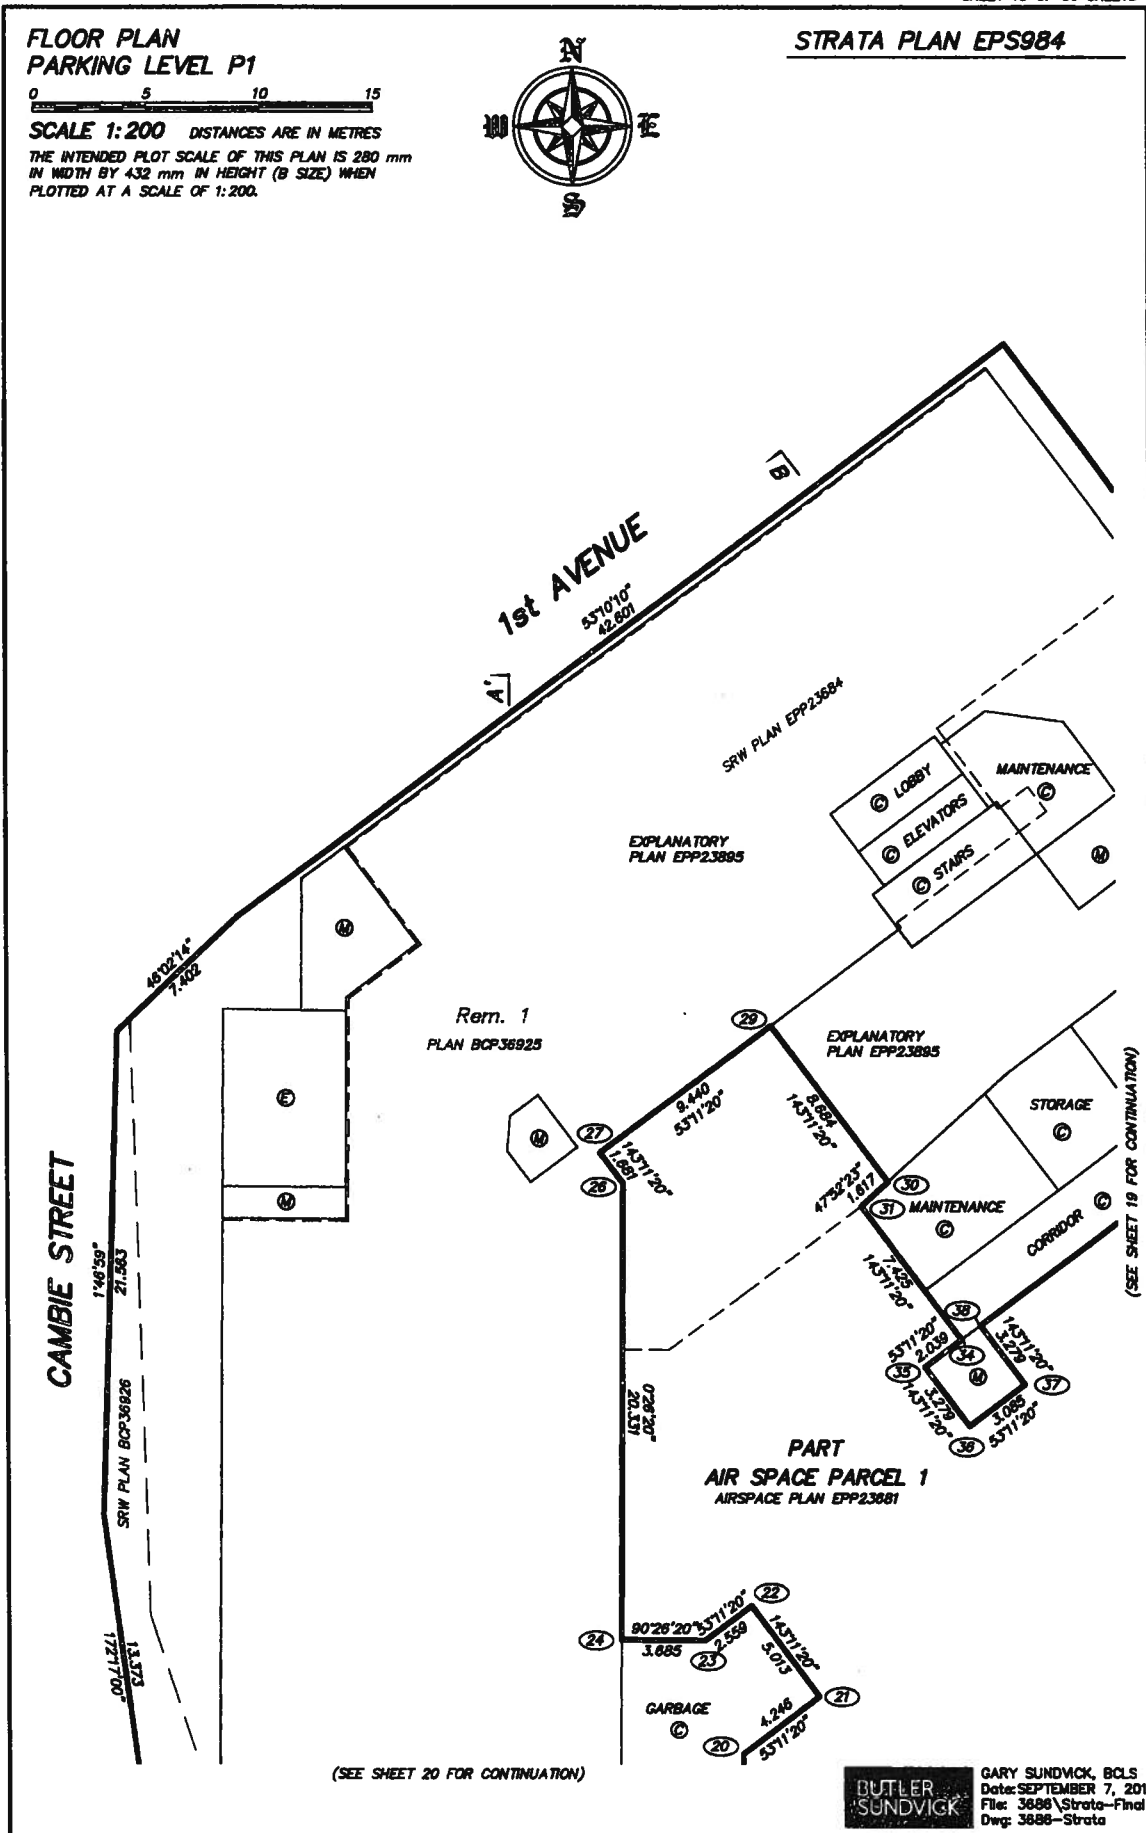 FLOOR PLAN
PARKING LEVEL P1
0 5 10 15
SCALE 1:200 DISTANCES ARE IN METRES
THE INTENDED PLOT SCALE OF THIS PLAN IS 280 mm
IN WIDTH BY 432 mm IN HEIGHT (B SIZE) WHEN
PLOTTED AT A SCALE OF 1:200.
N
W
E
S
STRATA PLAN EPS984
B
1st AVENUE
53°10'10"
42.601
A'
SRW PLAN EPP23684
C LOBBY
C ELEVATORS
C STAIRS
MAINTENANCE
C
M
EXPLANATORY
PLAN EPP23895
M
46°02'14"
7.402
Rem. 1
PLAN BCP36925
29
EXPLANATORY
PLAN EPP23895
E
M
M
27
26
9.440
53°11'20"
143°11'20"
1.681
8.684
143°11'20"
47°52'23"
1.617
30
31
MAINTENANCE
C
STORAGE
C
CORRIDOR C
(SEE SHEET 19 FOR CONTINUATION)
CAMBIE STREET
1°46'59"
21.563
SRW PLAN BCP36926
7.425
143°11'20"
38
53°11'20"
2.039
34
35
M
143°11'20"
3.279
37
3.279
143°11'20"
3.085
53°11'20"
36
0°26'20"
20.331
PART
AIR SPACE PARCEL 1
AIRSPACE PLAN EPP23681
172°17'00"
13.373
24
90°26'20"
3.685
23
53°11'20"
2.559
22
143°11'20"
5.013
21
GARBAGE
C
20
4.246
53°11'20"
(SEE SHEET 20 FOR CONTINUATION)
BUTLER
SUNDVICK
GARY SUNDVICK, BCLS
Date: SEPTEMBER 7, 201
File: 3686\Strata-Final
Dwg: 3686-Strata